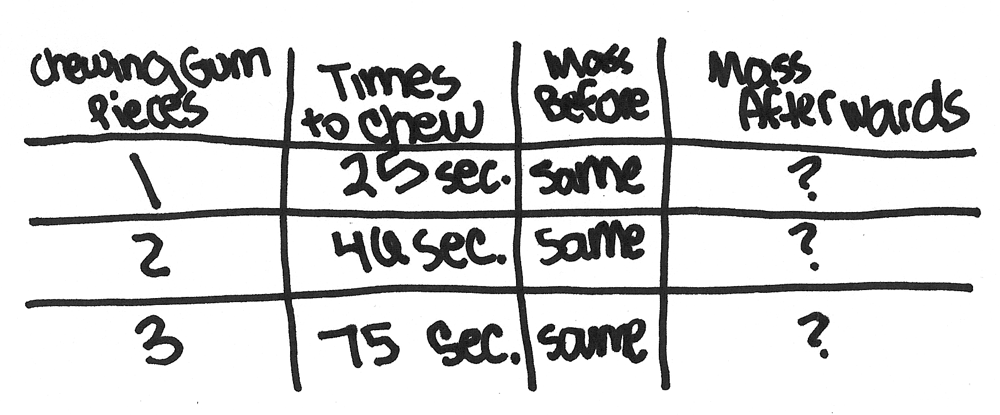 Chewing Gum Pieces | Times to Chew | Mass Before | Mass Afterwards
1 | 25 sec. | same | ?
2 | sec. | same | ?
3 | 75 sec. | same | ?